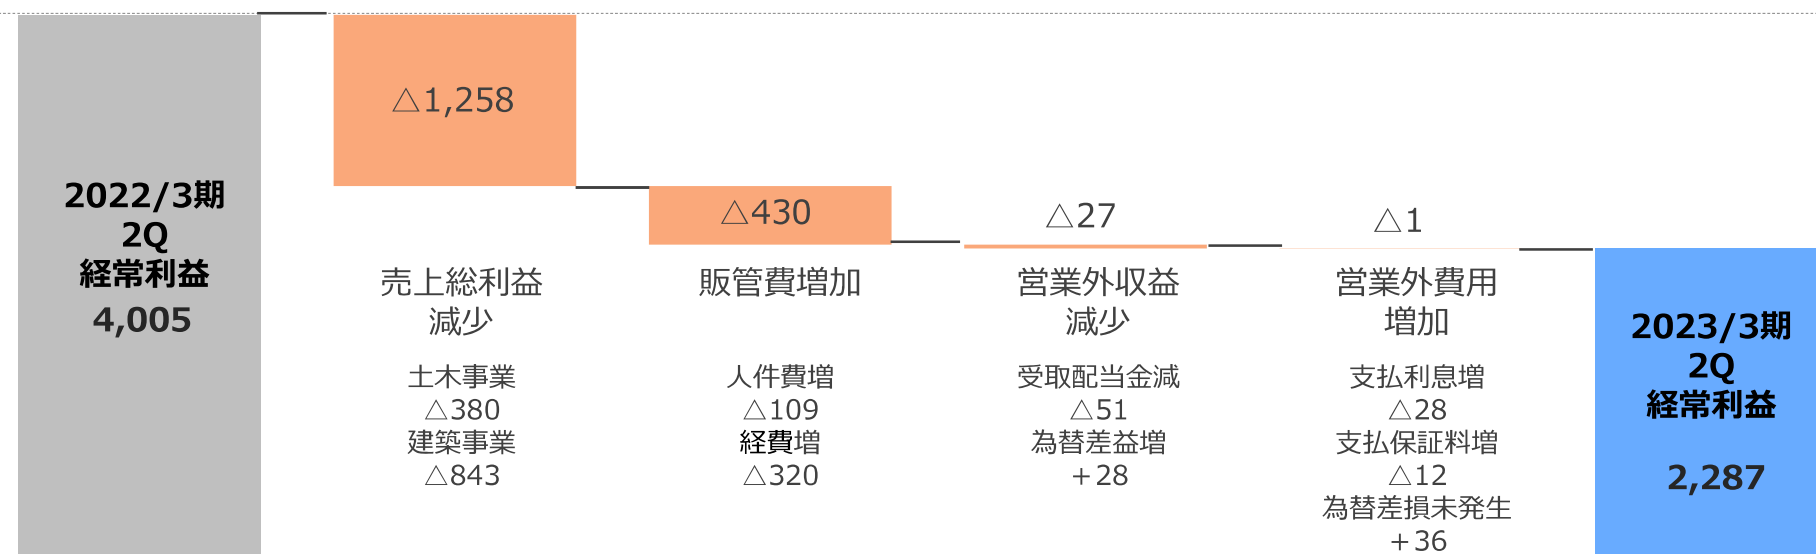 2022/3期
2Q
経常利益
4,005
△1,258
売上総利益
減少
土木事業
△380
建築事業
△843
△430
販管費増加
人件費増
△109
経費増
△320
△27
営業外収益
減少
受取配当金減
△51
為替差益増
+28
△1
営業外費用
増加
支払利息増
△28
支払保証料増
△12
為替差損未発生
+36
2023/3期
2Q
経常利益
2,287